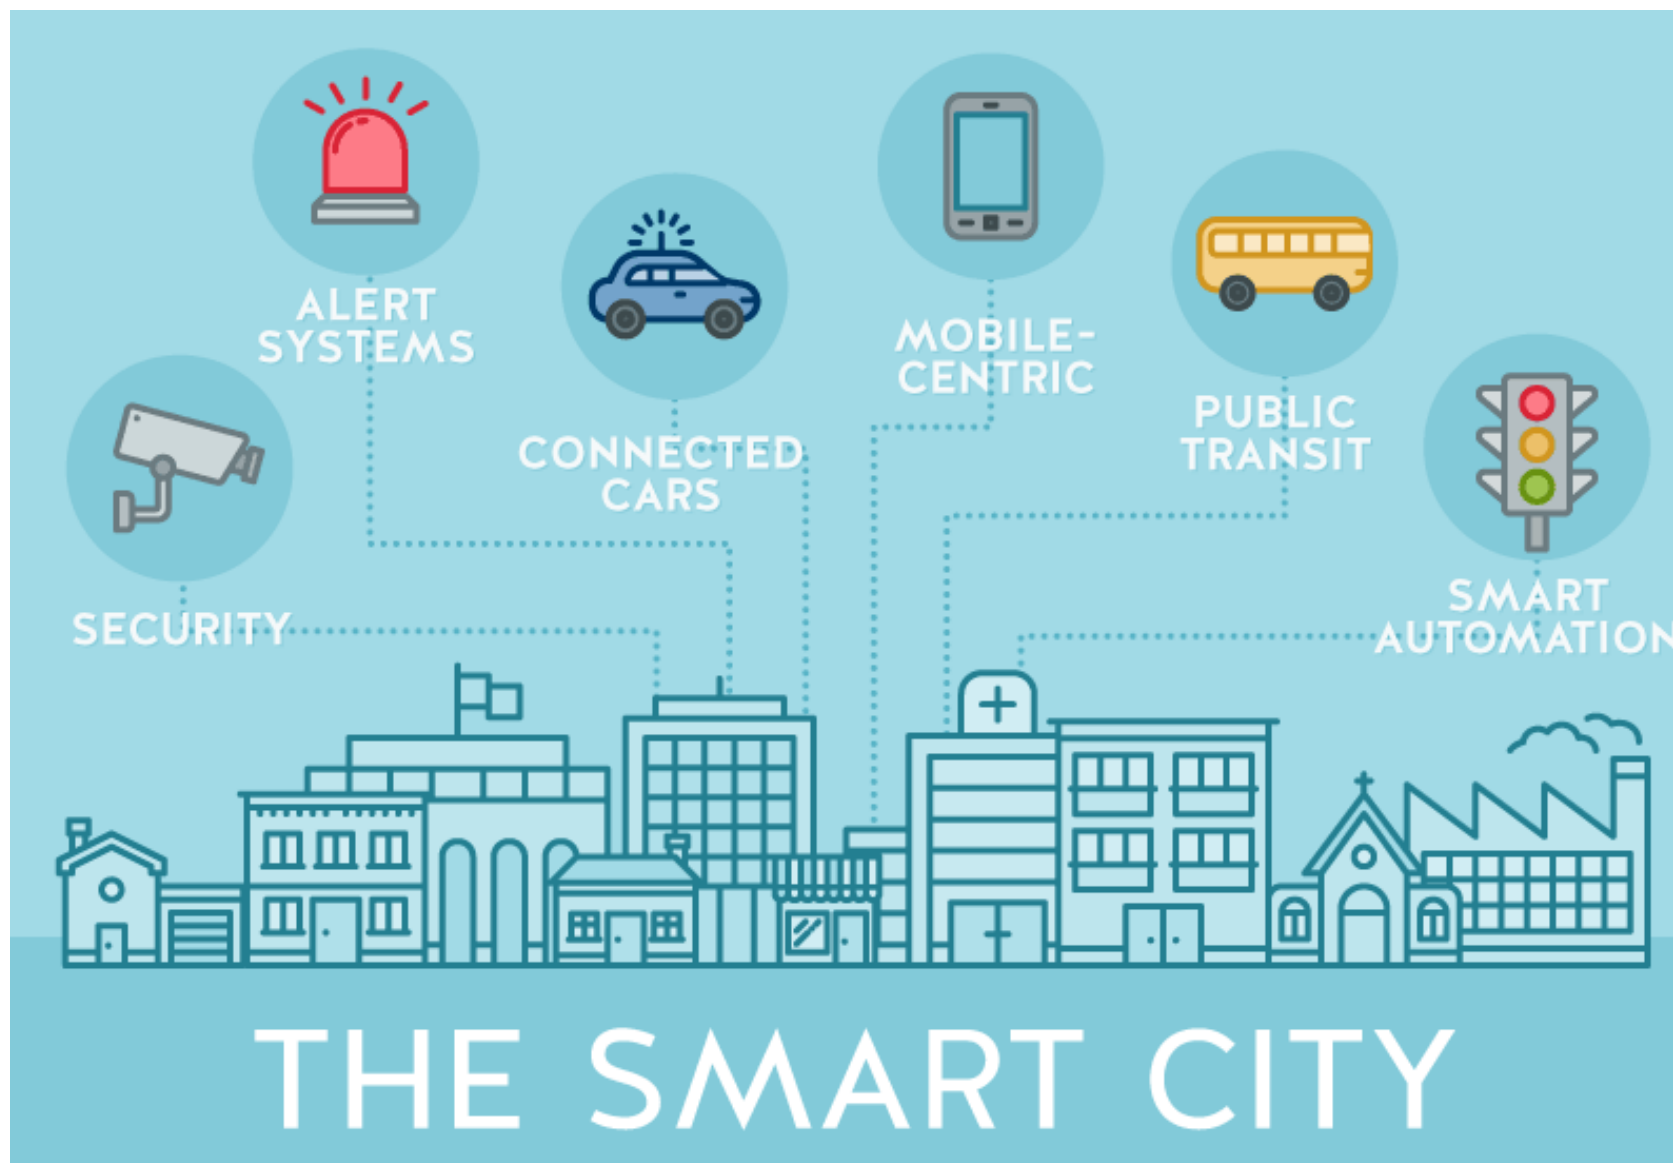 ALERT
SYSTEMS
CONNECTED
CARS
MOBILE-
CENTRIC
PUBLIC
TRANSIT
SECURITY
SMART
AUTOMATION
THE SMART CITY